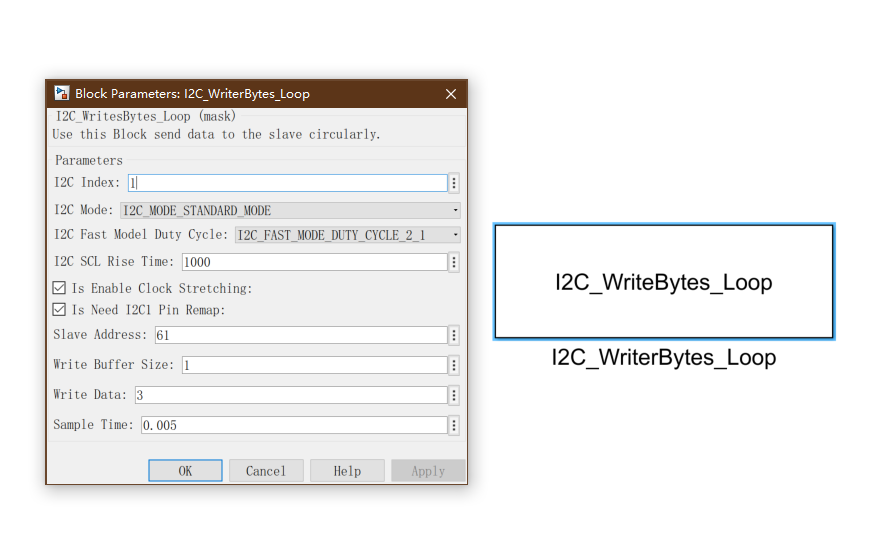 Block Parameters: I2C_WriterBytes_Loop
I2C_WritesBytes_Loop (mask)
Use this Block send data to the slave circularly.
Parameters
I2C Index: 1
I2C Mode: I2C_MODE_STANDARD_MODE
I2C Fast Model Duty Cycle: I2C_FAST_MODE_DUTY_CYCLE_2_1
I2C SCL Rise Time: 1000
Is Enable Clock Stretching:
Is Need I2C1 Pin Remap:
Slave Address: 61
Write Buffer Size: 1
Write Data: 3
Sample Time: 0.005
OK Cancel Help Apply
I2C_WriteBytes_Loop
I2C_WriterBytes_Loop